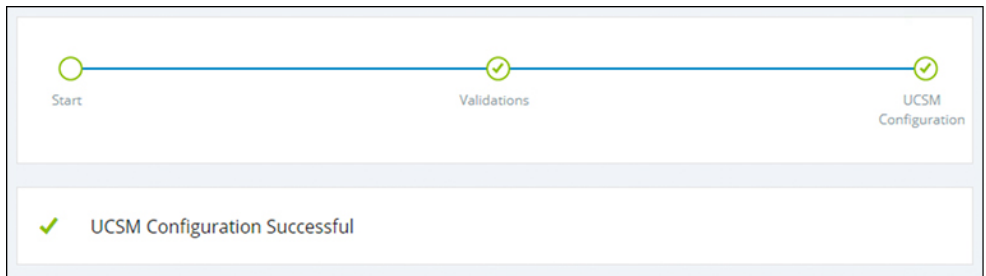 Start
Validations
UCSM
Configuration
UCSM Configuration Successful